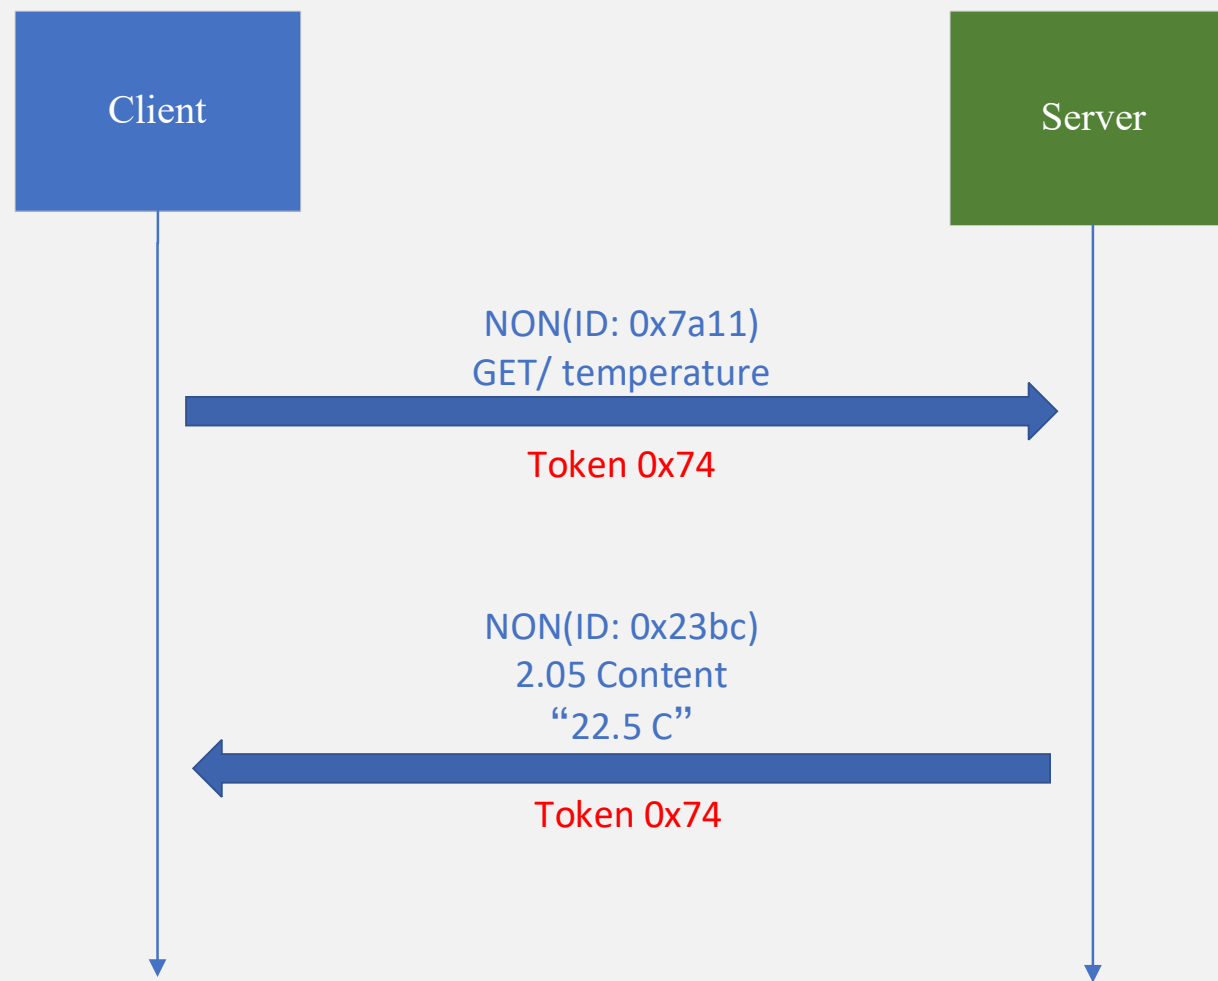 Client
Server
NON(ID: 0x7a11)
GET/ temperature
Token 0x74
NON(ID: 0x23bc)
2.05 Content
“22.5 C”
Token 0x74